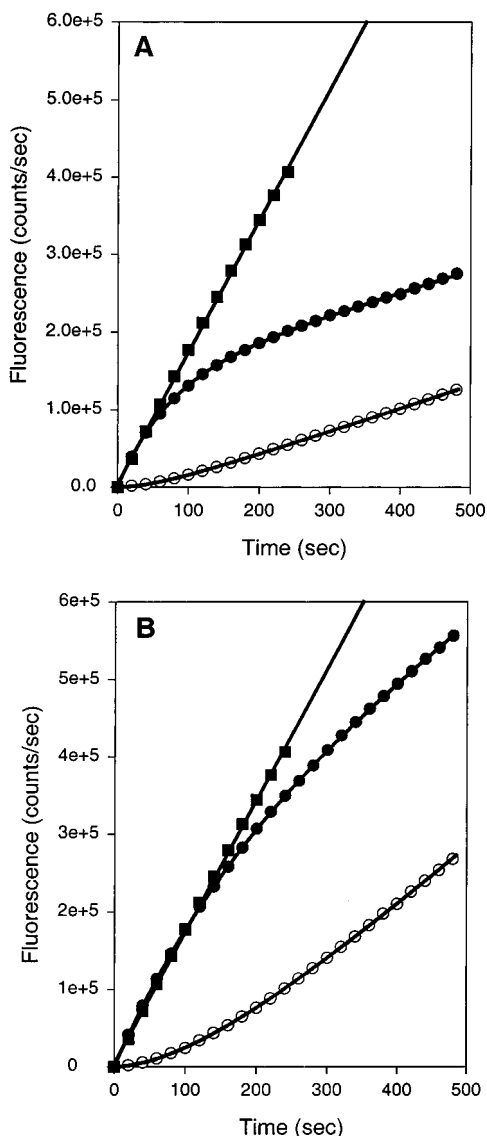 A
6.0e+5
5.0e+5
4.0e+5
3.0e+5
2.0e+5
1.0e+5
0.0
Fluorescence (counts/sec)
0 100 200 300 400 500
Time (sec)
B
6e+5
5e+5
4e+5
3e+5
2e+5
1e+5
0
Fluorescence (counts/sec)
0 100 200 300 400 500
Time (sec)